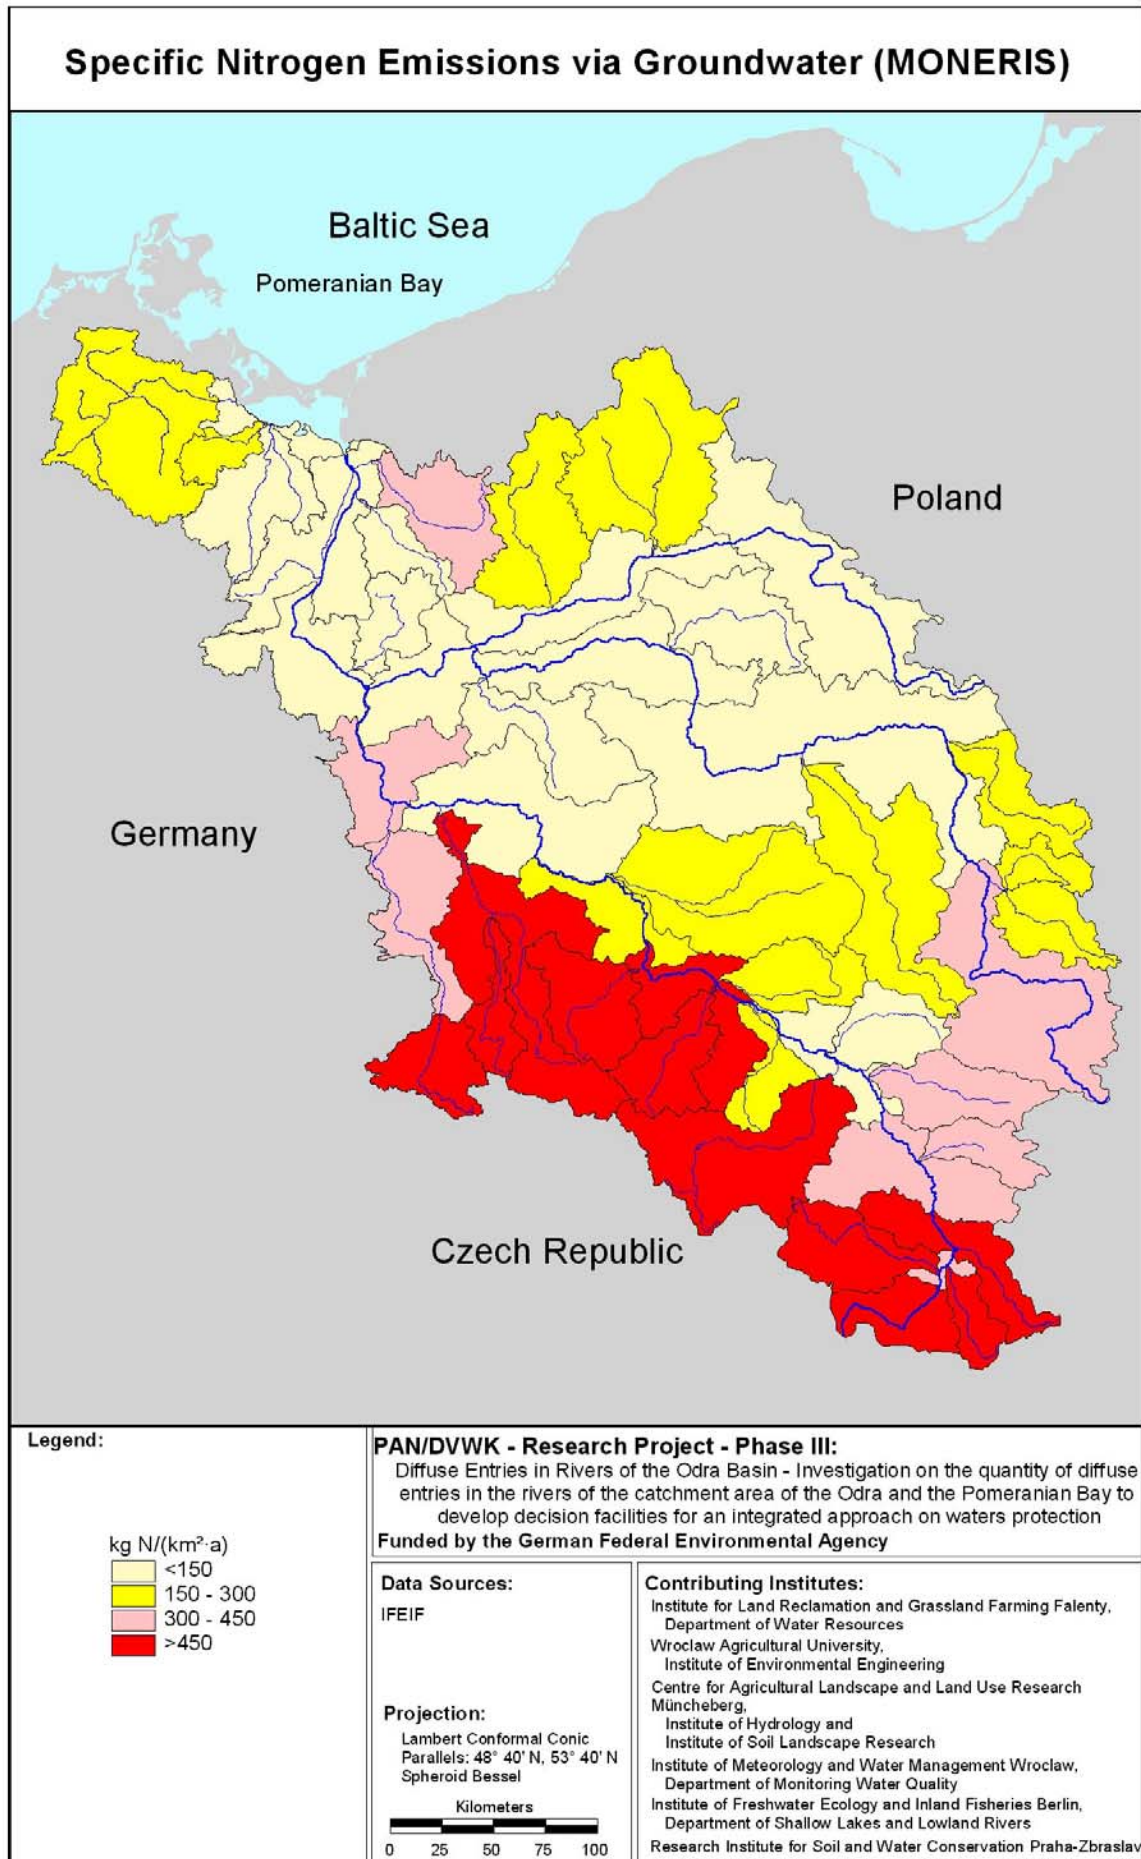 Specific Nitrogen Emissions via Groundwater (MONERIS)
Baltic Sea
Pomeranian Bay
Poland
Germany
Czech Republic
Legend:
kg N/(km²·a)
<150
150 - 300
300 - 450
>450
PAN/DVWK - Research Project - Phase III:
Diffuse Entries in Rivers of the Odra Basin - Investigation on the quantity of diffuse
entries in the rivers of the catchment area of the Odra and the Pomeranian Bay to
develop decision facilities for an integrated approach on waters protection
Funded by the German Federal Environmental Agency
Data Sources:
IFEIF
Projection:
Lambert Conformal Conic
Parallels: 48° 40' N, 53° 40' N
Spheroid Bessel
Kilometers
0 25 50 75 100
Contributing Institutes:
Institute for Land Reclamation and Grassland Farming Falenty,
Department of Water Resources
Wroclaw Agricultural University,
Institute of Environmental Engineering
Centre for Agricultural Landscape and Land Use Research
Müncheberg,
Institute of Hydrology and
Institute of Soil Landscape Research
Institute of Meteorology and Water Management Wroclaw,
Department of Monitoring Water Quality
Institute of Freshwater Ecology and Inland Fisheries Berlin,
Department of Shallow Lakes and Lowland Rivers
Research Institute for Soil and Water Conservation Praha-Zbraslav